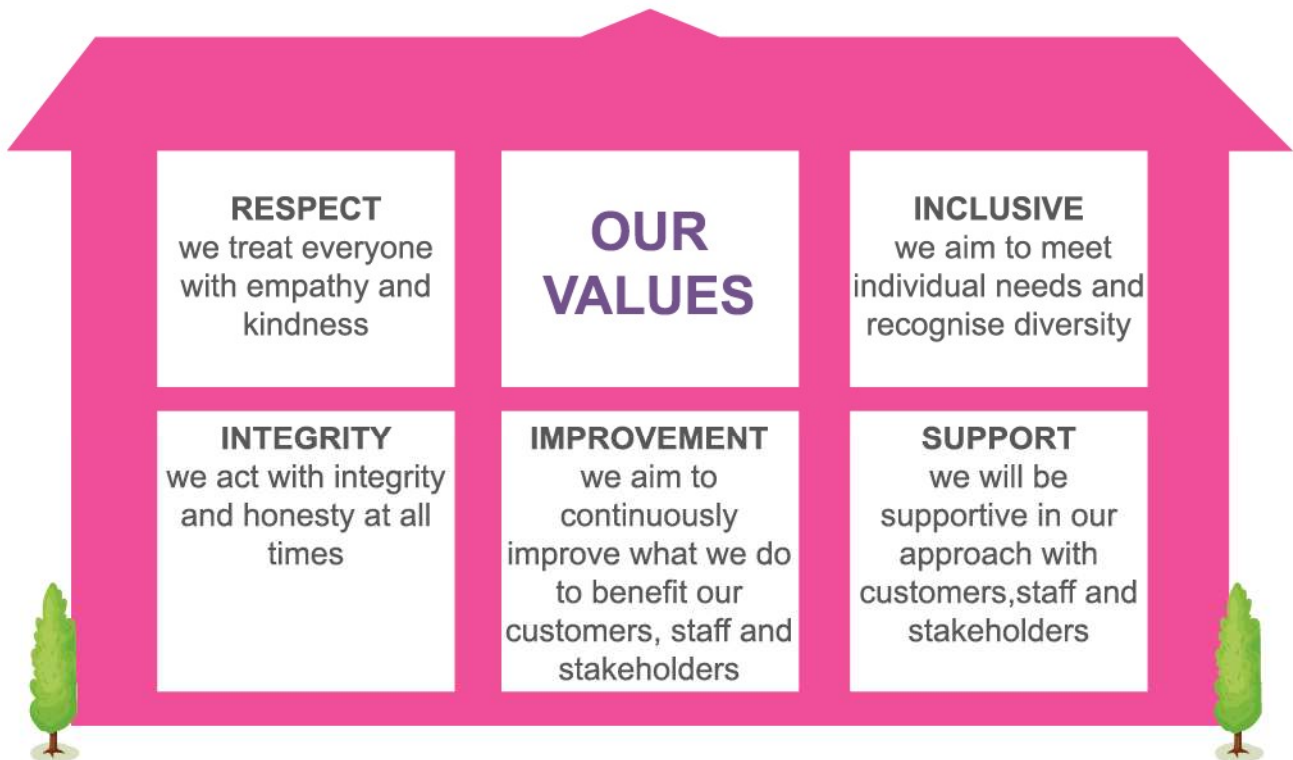 RESPECT
we treat everyone
with empathy and
kindness
OUR
VALUES
INCLUSIVE
we aim to meet
individual needs and
recognise diversity
INTEGRITY
we act with integrity
and honesty at all
times
IMPROVEMENT
we aim to
continuously
improve what we do
to benefit our
customers, staff and
stakeholders
SUPPORT
we will be
supportive in our
approach with
customers,staff and
stakeholders